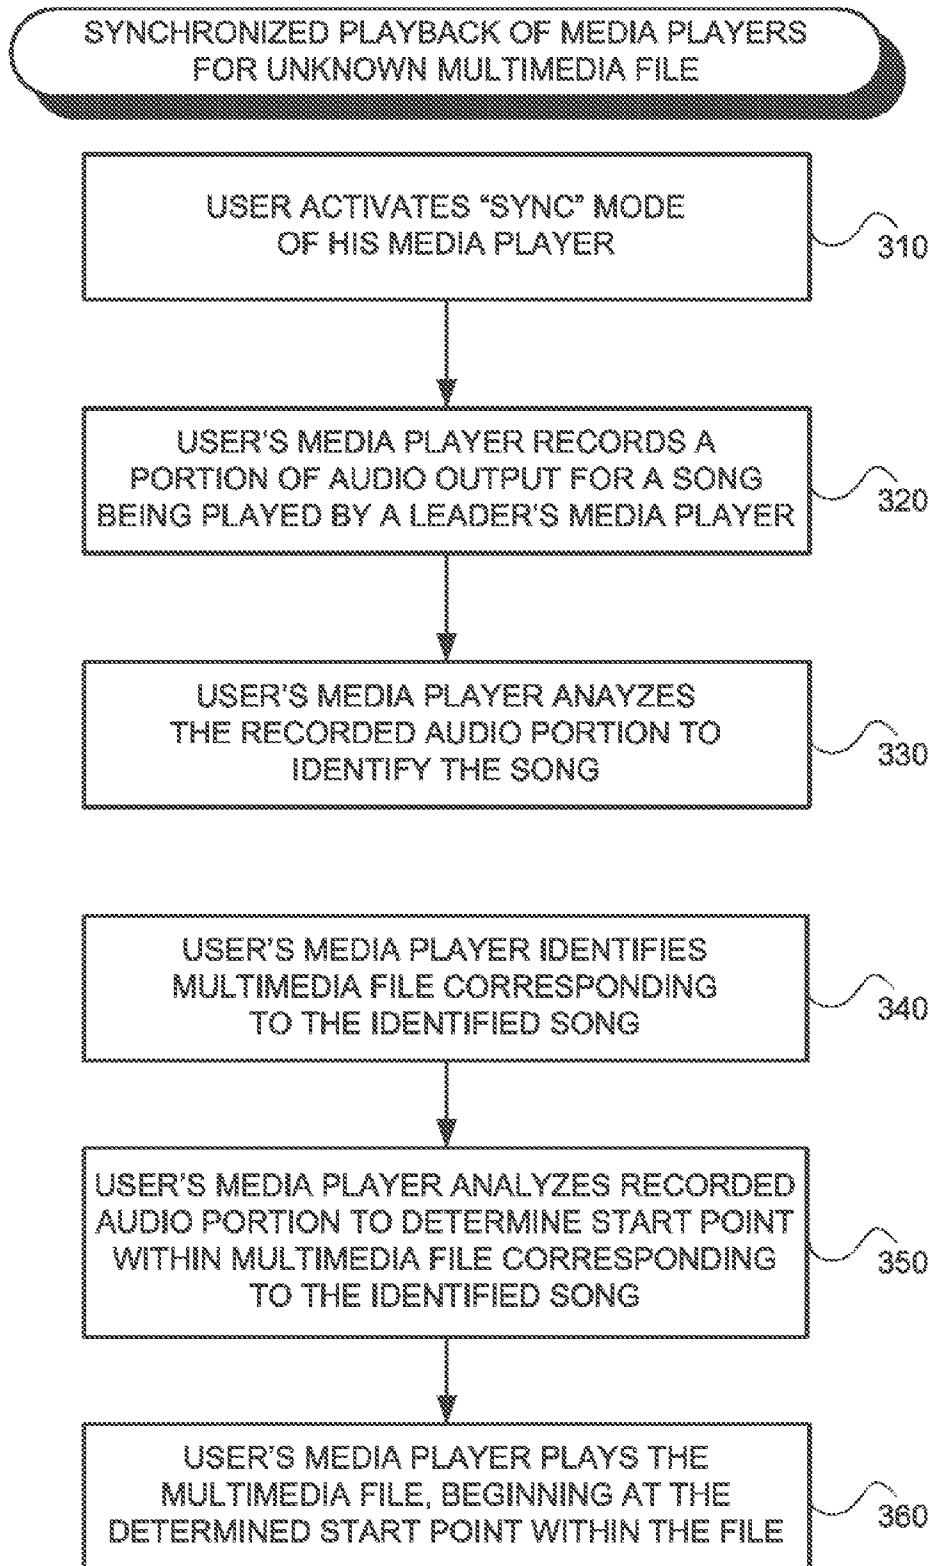 SYNCHRONIZED PLAYBACK OF MEDIA PLAYERS
FOR UNKNOWN MULTIMEDIA FILE
USER ACTIVATES “SYNC” MODE
OF HIS MEDIA PLAYER
310
USER'S MEDIA PLAYER RECORDS A
PORTION OF AUDIO OUTPUT FOR A SONG
BEING PLAYED BY A LEADER'S MEDIA PLAYER
320
USER'S MEDIA PLAYER ANAYZES
THE RECORDED AUDIO PORTION TO
IDENTIFY THE SONG
330
USER'S MEDIA PLAYER IDENTIFIES
MULTIMEDIA FILE CORRESPONDING
TO THE IDENTIFIED SONG
340
USER'S MEDIA PLAYER ANALYZES RECORDED
AUDIO PORTION TO DETERMINE START POINT
WITHIN MULTIMEDIA FILE CORRESPONDING
TO THE IDENTIFIED SONG
350
USER'S MEDIA PLAYER PLAYS THE
MULTIMEDIA FILE, BEGINNING AT THE
DETERMINED START POINT WITHIN THE FILE
360